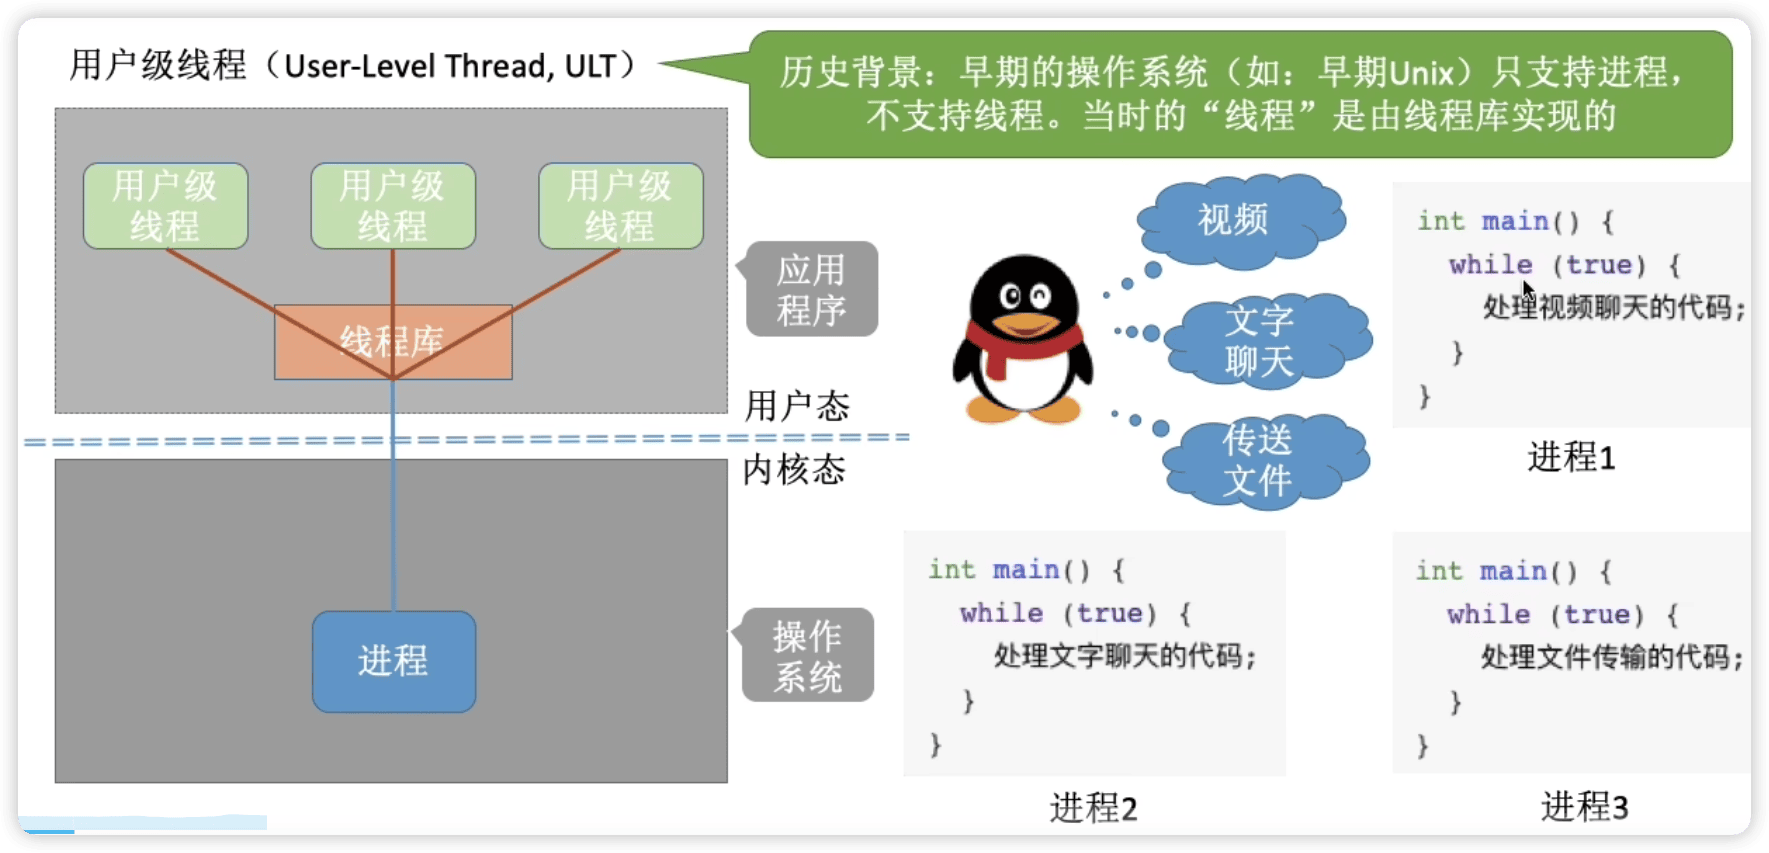 用户级线程（User-Level Thread, ULT）
历史背景：早期的操作系统（如：早期Unix）只支持进程，
不支持线程。当时的“线程”是由线程库实现的
用户级
线程
用户级
线程
用户级
线程
线程库
应用
程序
用户态
内核态
进程
操作
系统
视频
文字
聊天
传送
文件
int main() {
while (true) {
处理视频聊天的代码;
}
}
进程1
int main() {
while (true) {
处理文字聊天的代码;
}
}
进程2
int main() {
while (true) {
处理文件传输的代码;
}
}
进程3